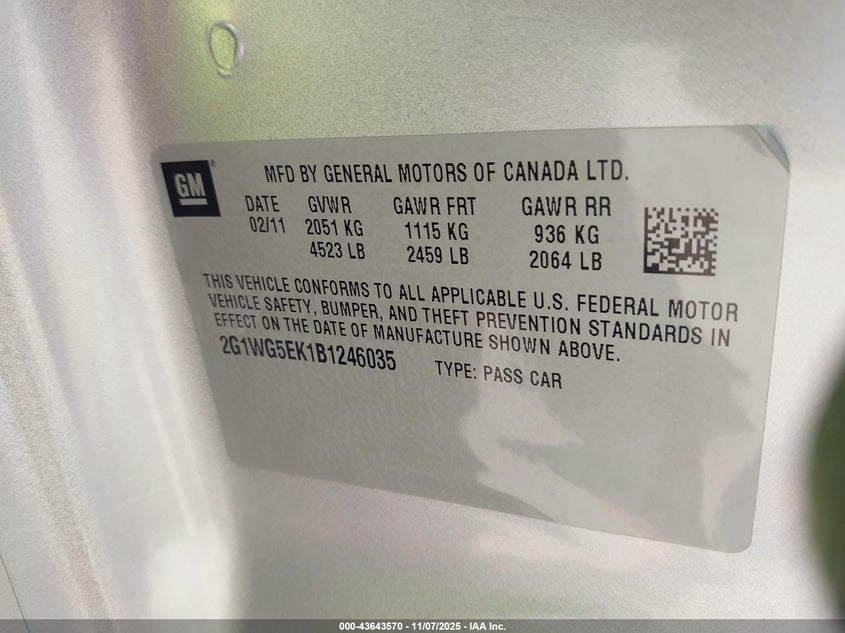 GM®
MFD BY GENERAL MOTORS OF CANADA LTD.
DATE GVWR GAWR FRT GAWR RR
02/11 2051 KG 1115 KG 936 KG
4523 LB 2459 LB 2064 LB
THIS VEHICLE CONFORMS TO ALL APPLICABLE U.S. FEDERAL MOTOR
VEHICLE SAFETY, BUMPER, AND THEFT PREVENTION STANDARDS IN
EFFECT ON THE DATE OF MANUFACTURE SHOWN ABOVE.
2G1WG5EK1B1246035 TYPE: PASS CAR
000-43643570 - 11/07/2025 - IAA Inc.